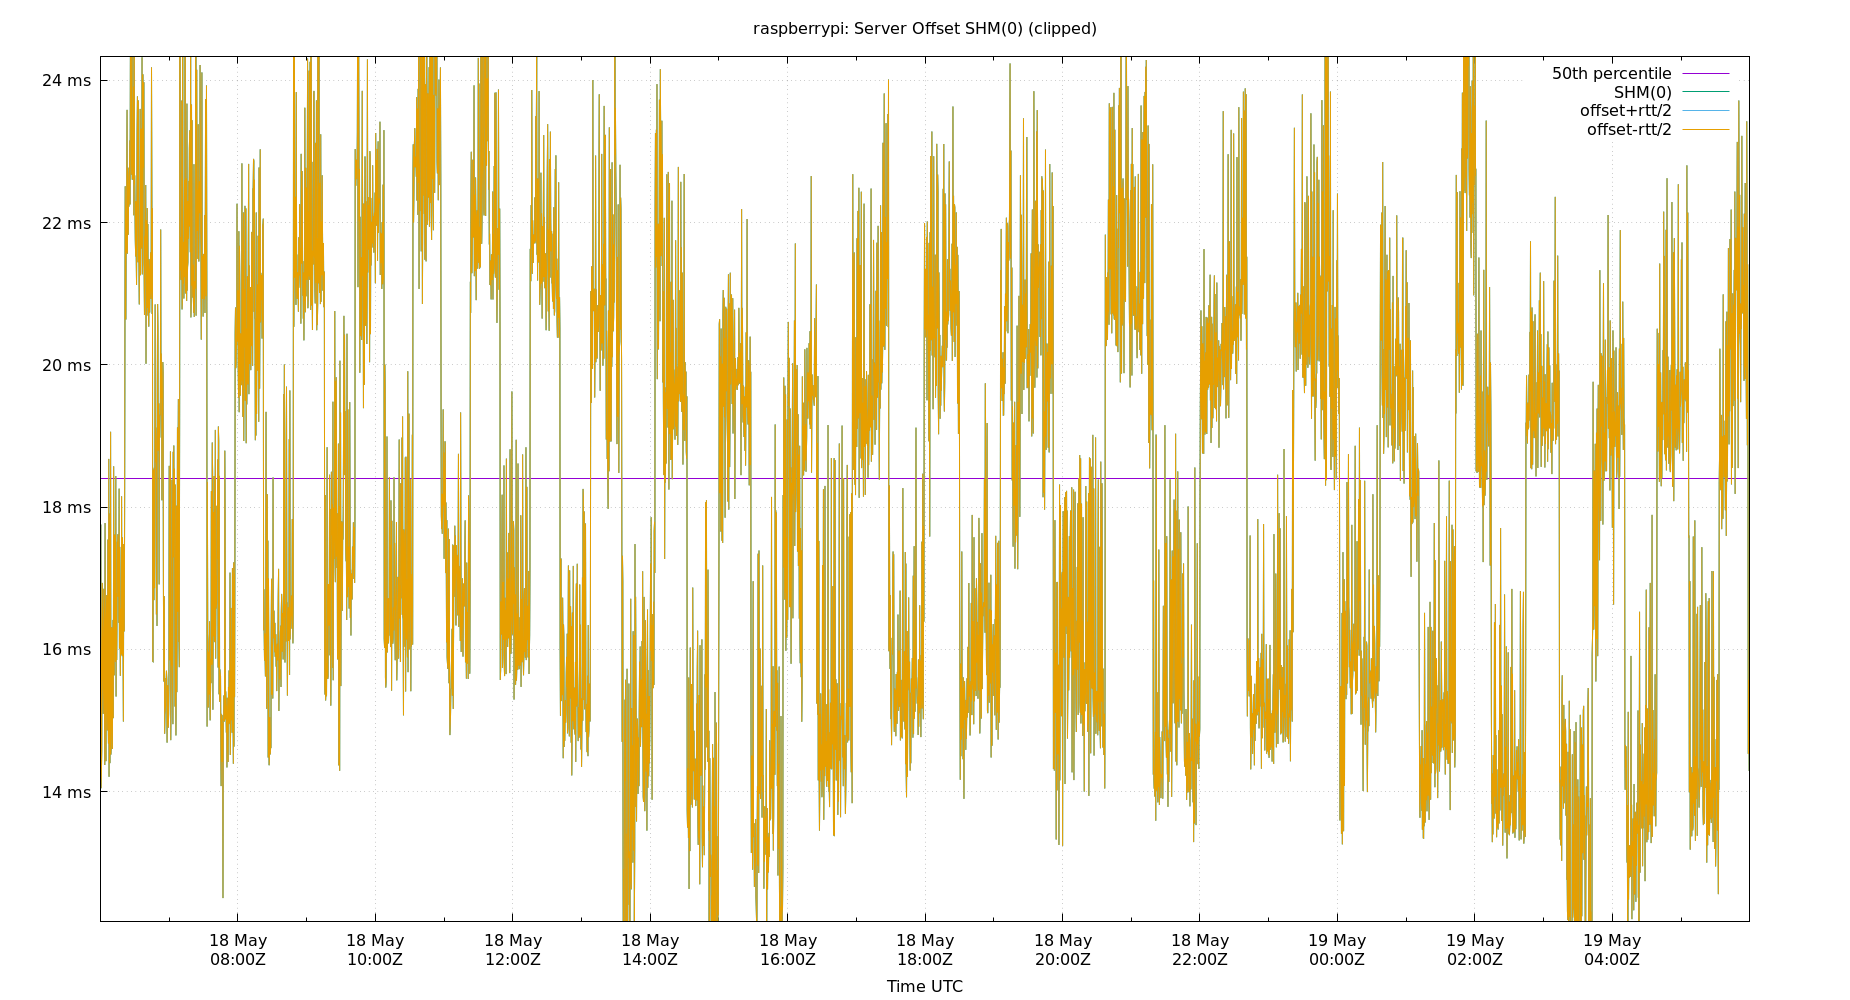 raspberrypi: Server Offset SHM(0) (clipped)
50th percentile
SHM(0)
offset+rtt/2
offset-rtt/2
24 ms
22 ms
20 ms
18 ms
16 ms
14 ms
18 May 18 May 18 May 18 May 18 May 18 May 18 May 18 May 19 May 19 May 19 May
08:00Z 10:00Z 12:00Z 14:00Z 16:00Z 18:00Z 20:00Z 22:00Z 00:00Z 02:00Z 04:00Z
Time UTC